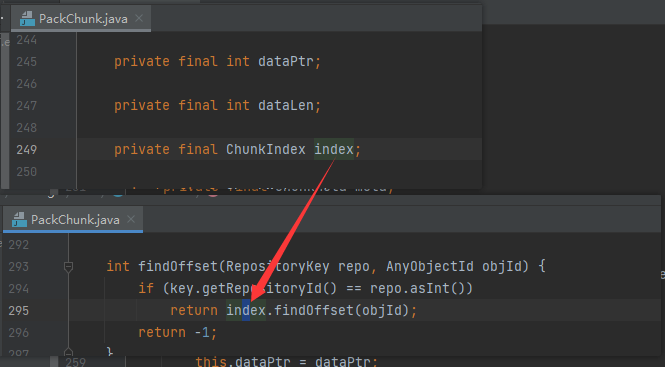 PackChunk.java ×
244
245 private final int dataPtr;
246
247 private final int dataLen;
248
249 private final ChunkIndex index;
250
PackChunk.java ×
292
293 int findOffset(RepositoryKey repo, AnyObjectId objId) {
294 if (key.getRepositoryId() == repo.asInt())
295 return index.findOffset(objId);
296 return -1;
297 }
259 this.dataPtr = dataPtr;